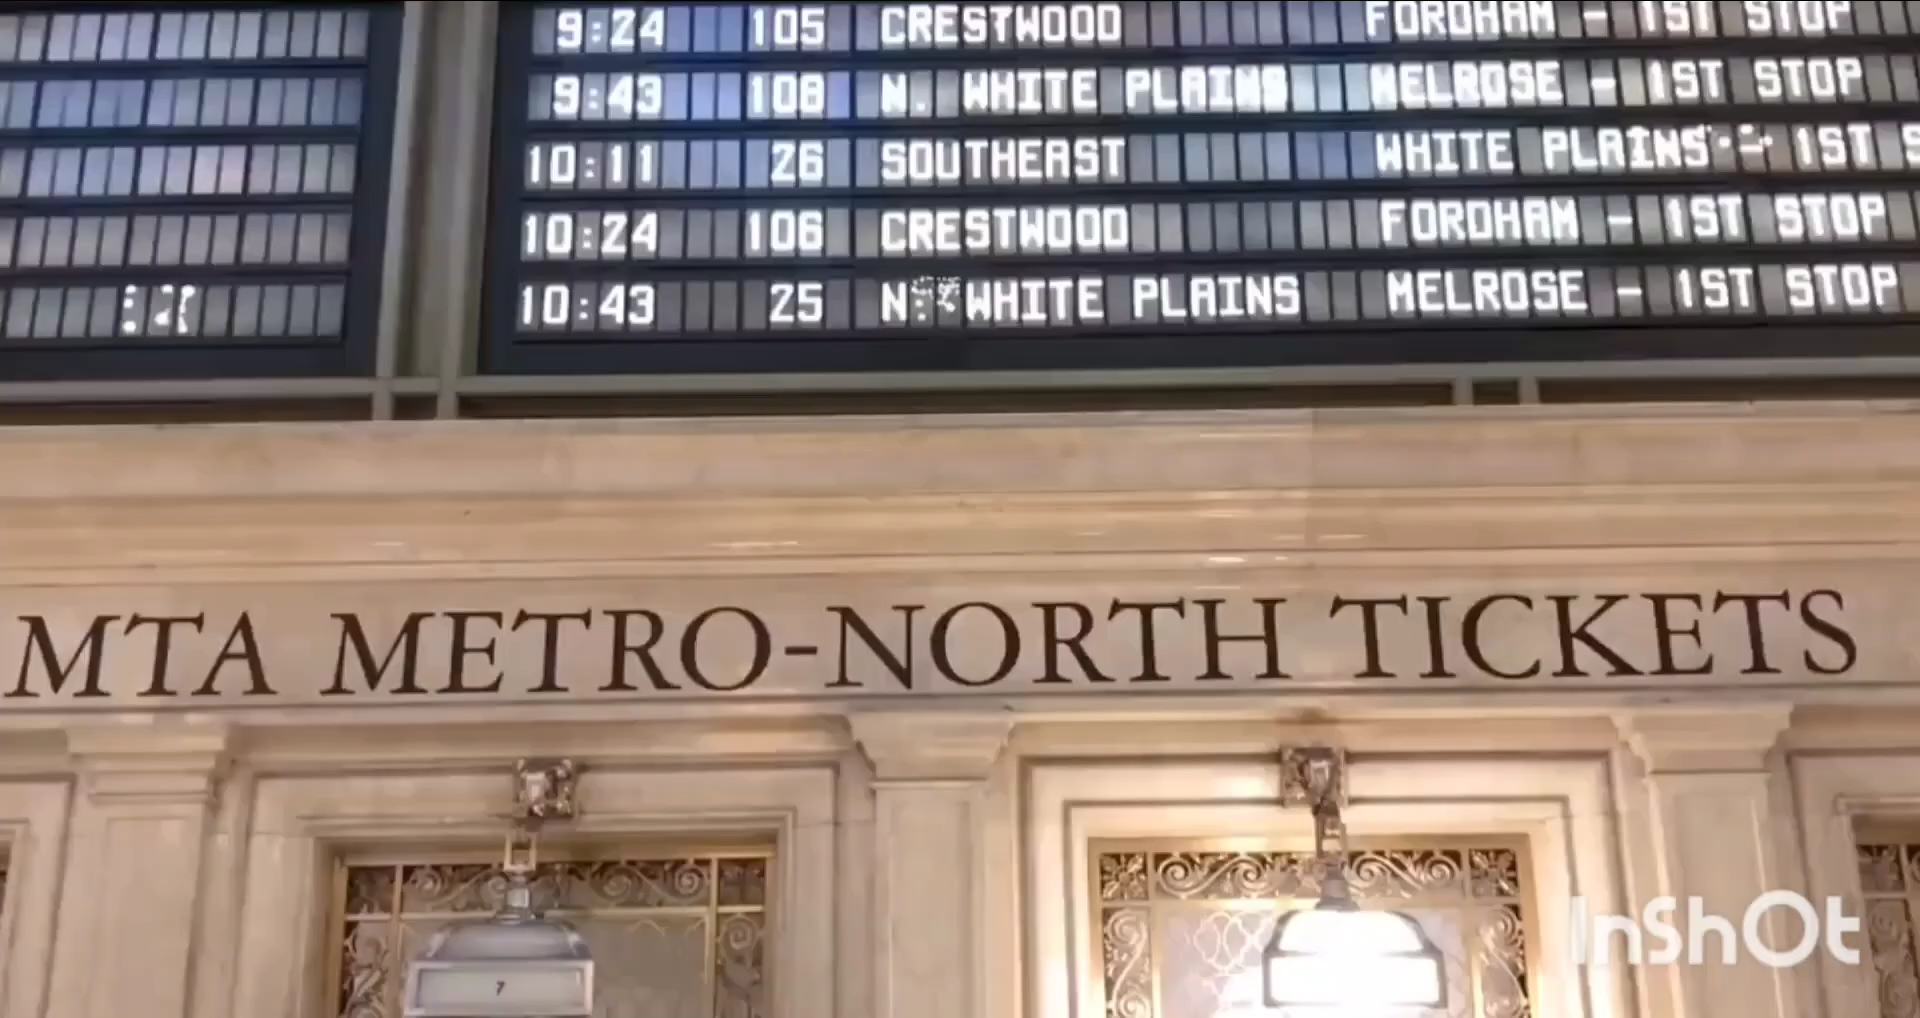 9:24 105 CRESTWOOD FORDHAM - 1ST STOP
9:43 108 N. WHITE PLAINS MELROSE - 1ST STOP
10:11 26 SOUTHEAST WHITE PLAINS - 1ST S
10:24 106 CRESTWOOD FORDHAM - 1ST STOP
10:43 25 N. WHITE PLAINS MELROSE - 1ST STOP
MTA METRO-NORTH TICKETS
7
InShOt